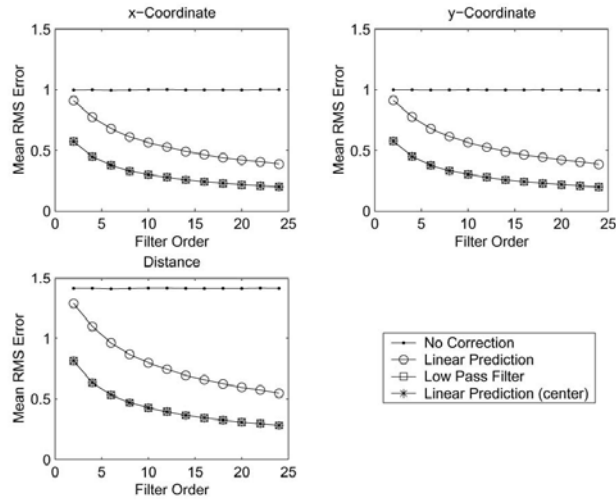 x−Coordinate
1.5
1
0.5
0
0 5 10 15 20 25
Mean RMS Error
Filter Order
y−Coordinate
1.5
1
0.5
0
0 5 10 15 20 25
Mean RMS Error
Filter Order
Distance
1.5
1
0.5
0
0 5 10 15 20 25
Mean RMS Error
Filter Order
No Correction
Linear Prediction
Low Pass Filter
Linear Prediction (center)